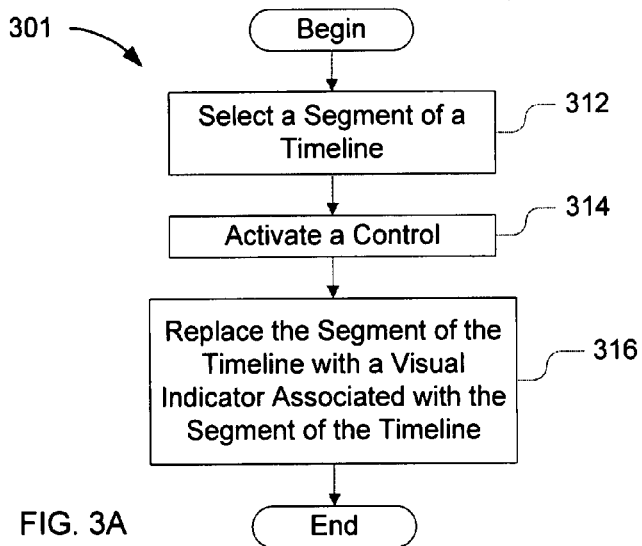 301
Begin
312
Select a Segment of a
Timeline
314
Activate a Control
Replace the Segment of the
Timeline with a Visual
Indicator Associated with the
Segment of the Timeline
316
FIG. 3A
End